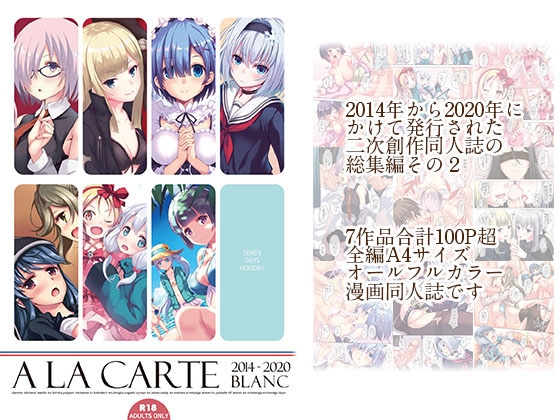 SEVEN
DAYS
HOLIDAY
A LA CARTE
2014 - 2020
BLANC
R18
ADULTS ONLY
2014年から2020年に
かけて発行された
二次創作同人誌の
総集編その２
7作品合計100P超
全編A4サイズ
オールフルカラー
漫画同人誌です